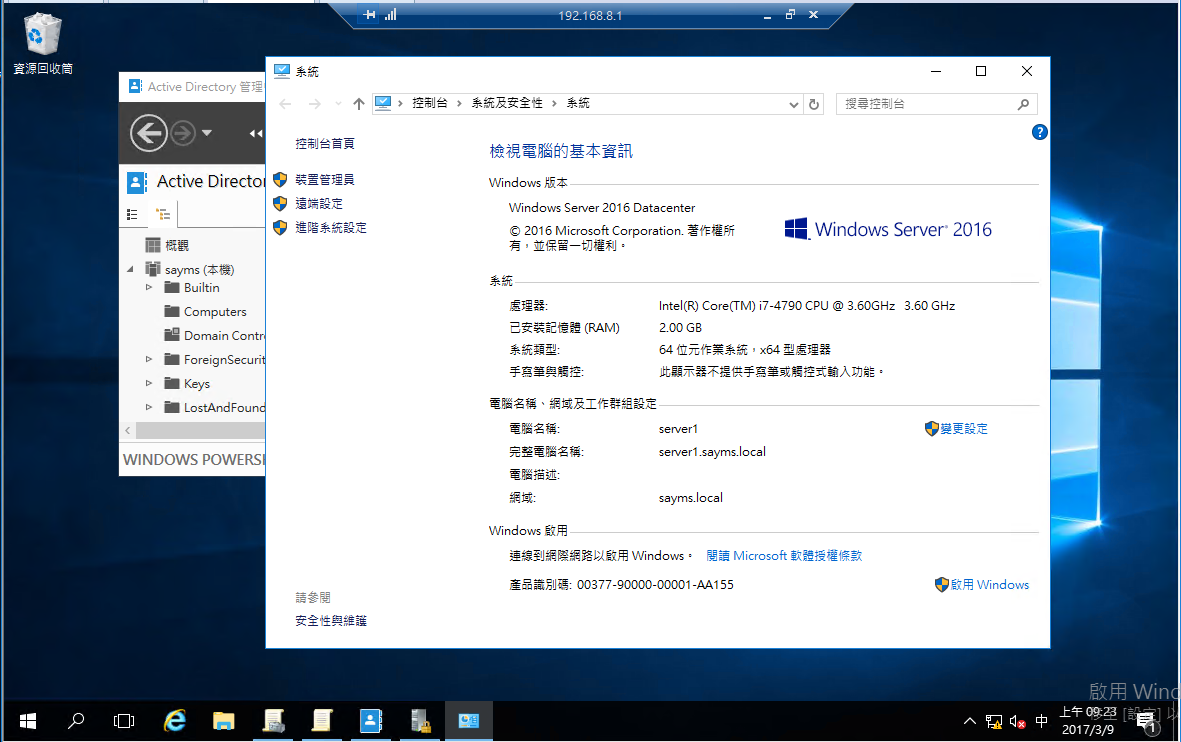 192.168.8.1
資源回收筒
Active Directory 管理
系統
控制台 系統及安全性 系統
搜尋控制台
控制台首頁
裝置管理員
遠端設定
進階系統設定
請參閱
安全性與維護
檢視電腦的基本資訊
Windows 版本
Windows Server 2016 Datacenter
© 2016 Microsoft Corporation. 著作權所
有，並保留一切權利。
Windows Server® 2016
系統
處理器: Intel(R) Core(TM) i7-4790 CPU @ 3.60GHz 3.60 GHz
已安裝記憶體 (RAM) 2.00 GB
系統類型: 64 位元作業系統，x64 型處理器
手寫筆與觸控: 此顯示器不提供手寫筆或觸控式輸入功能。
電腦名稱、網域及工作群組設定
電腦名稱: server1
變更設定
完整電腦名稱: server1.sayms.local
電腦描述:
網域: sayms.local
Windows 啟用
連線到網際網路以啟用 Windows。 閱讀 Microsoft 軟體授權條款
產品識別碼: 00377-90000-00001-AA155
啟用 Windows
Active Director
概觀
sayms (本機)
Builtin
Computers
Domain Contr
ForeignSecurit
Keys
LostAndFound
WINDOWS POWERSH
啟用 Wind
移至 [設定] 以
中
上午 09:23
2017/3/9
1